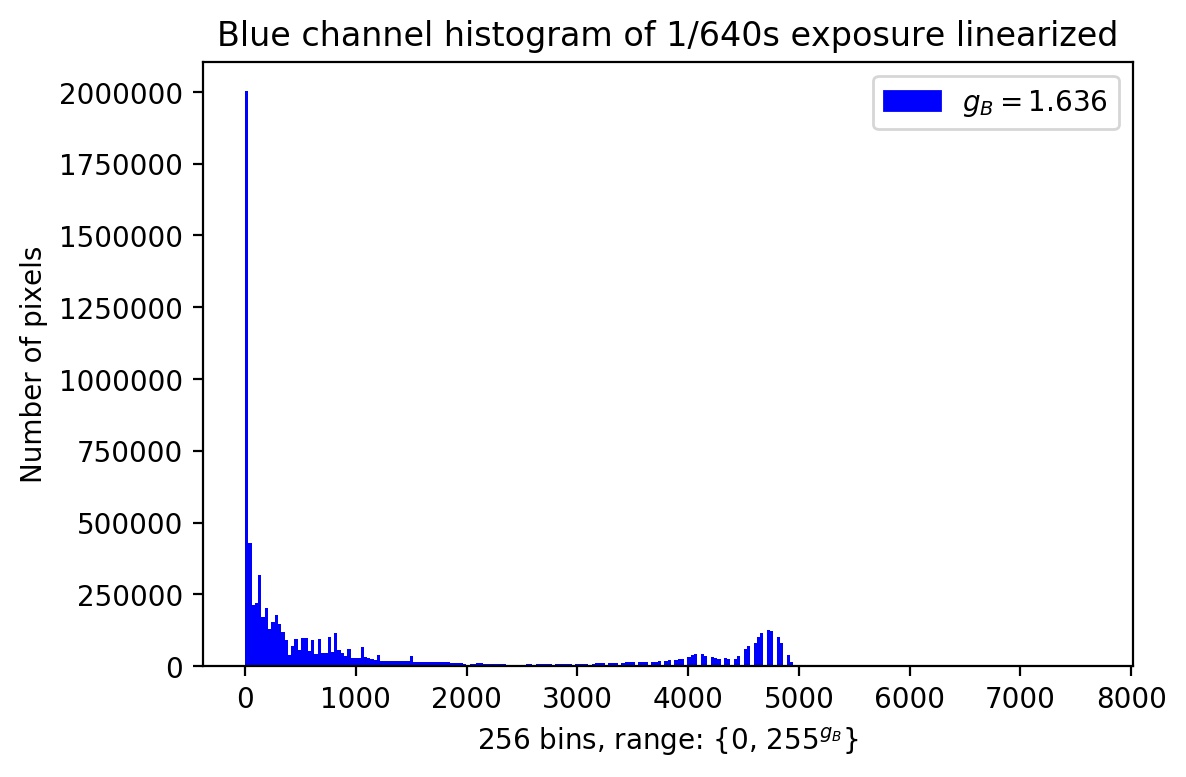 Blue channel histogram of 1/640s exposure linearized
g_B = 1.636
Number of pixels
2000000
1750000
1500000
1250000
1000000
750000
500000
250000
0
0 1000 2000 3000 4000 5000 6000 7000 8000
256 bins, range: {0, 255^{g_B}}